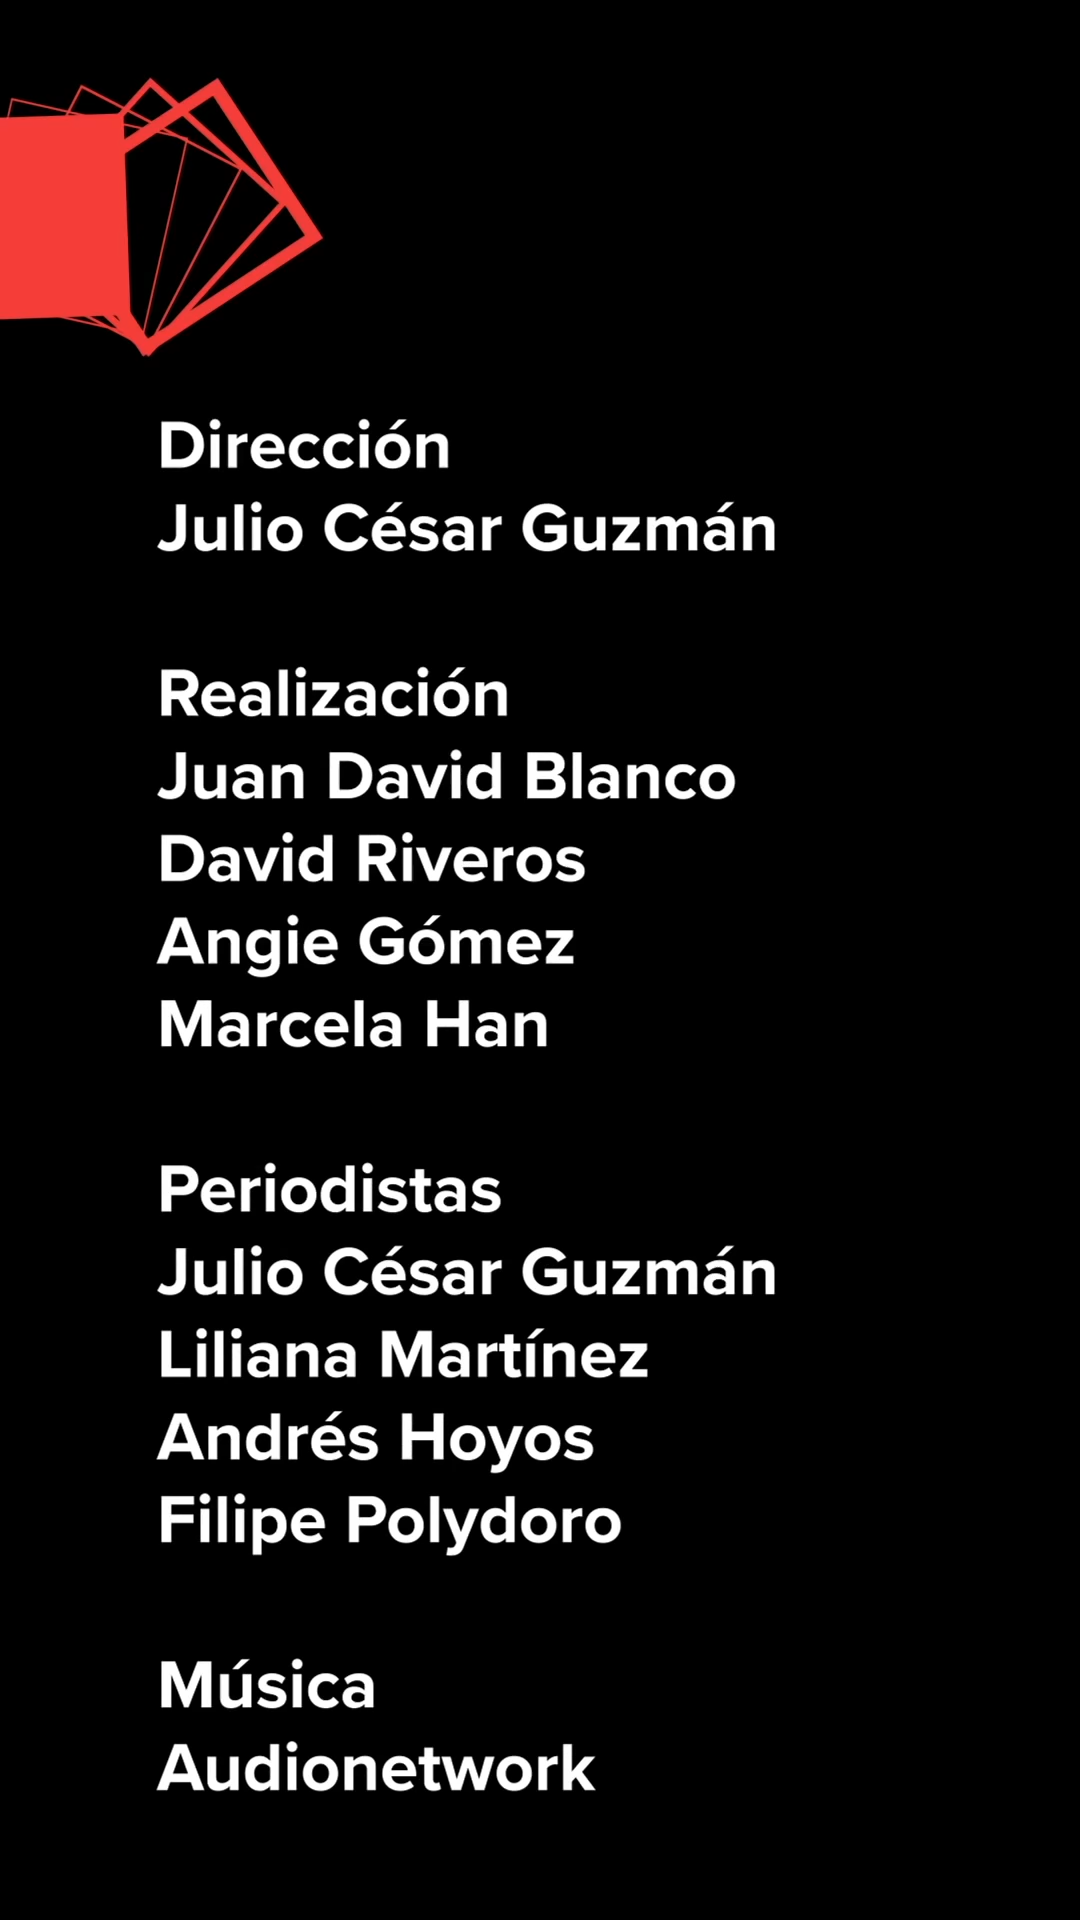 Dirección
Julio César Guzmán
Realización
Juan David Blanco
David Riveros
Angie Gómez
Marcela Han
Periodistas
Julio César Guzmán
Liliana Martínez
Andrés Hoyos
Filipe Polydoro
Música
Audionetwork